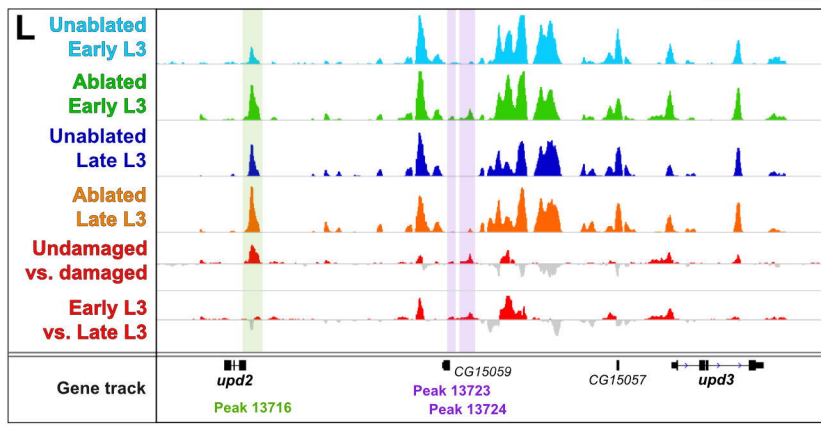 L
Unablated
Early L3
Ablated
Early L3
Unablated
Late L3
Ablated
Late L3
Undamaged
vs. damaged
Early L3
vs. Late L3
Gene track
upd2
CG15059
CG15057
upd3
Peak 13716
Peak 13723
Peak 13724